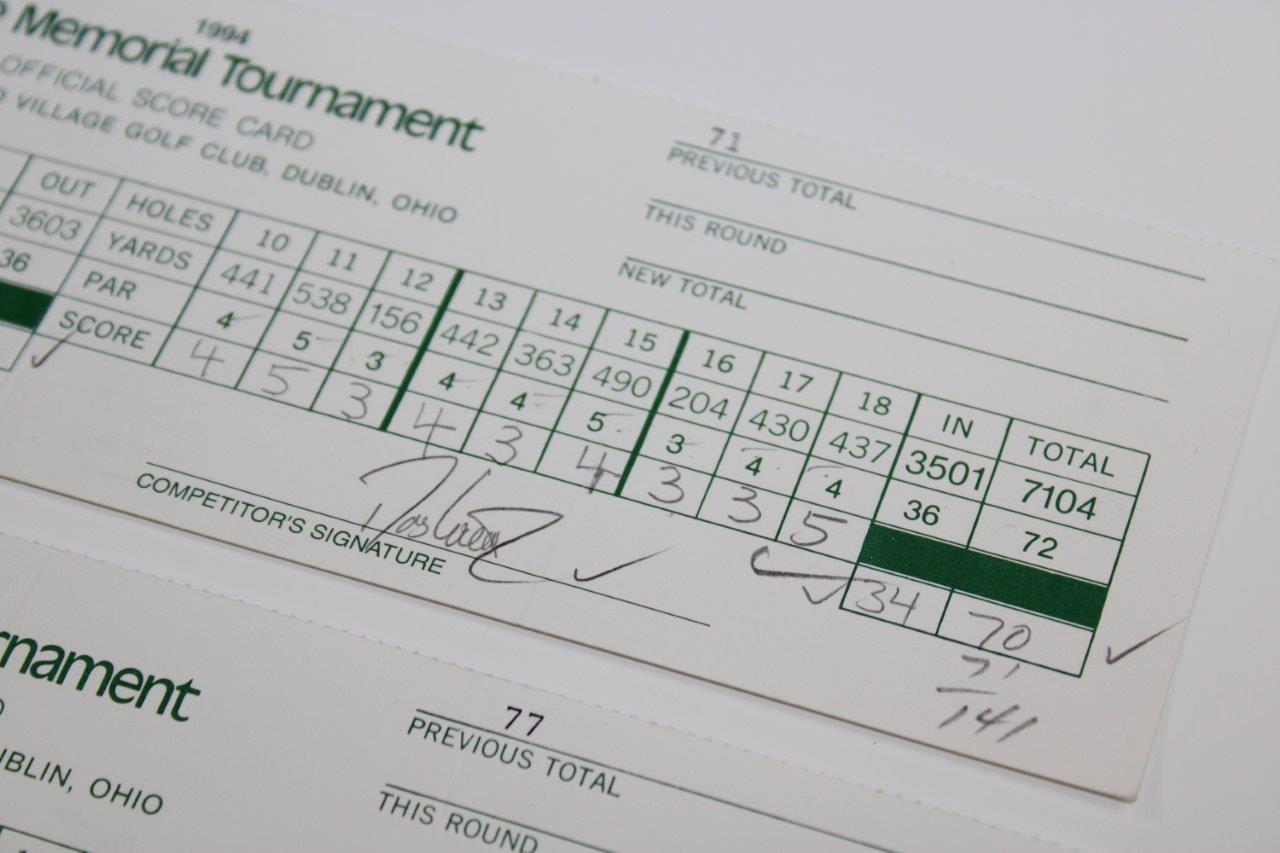 1994
Memorial Tournament
OFFICIAL SCORE CARD
VILLAGE GOLF CLUB, DUBLIN, OHIO
71
PREVIOUS TOTAL
THIS ROUND
NEW TOTAL
OUT HOLES 10 11 12 13 14 15 16 17 18 IN TOTAL
3603 YARDS 441 538 156 442 363 490 204 430 437 3501 7104
36 PAR 4 5 3 4 4 5 3 4 4 36 72
SCORE 4 5 3 4 3 4 3 3 5 34 70
71
141
COMPETITOR'S SIGNATURE
rnament
BLIN, OHIO
77
PREVIOUS TOTAL
THIS ROUND